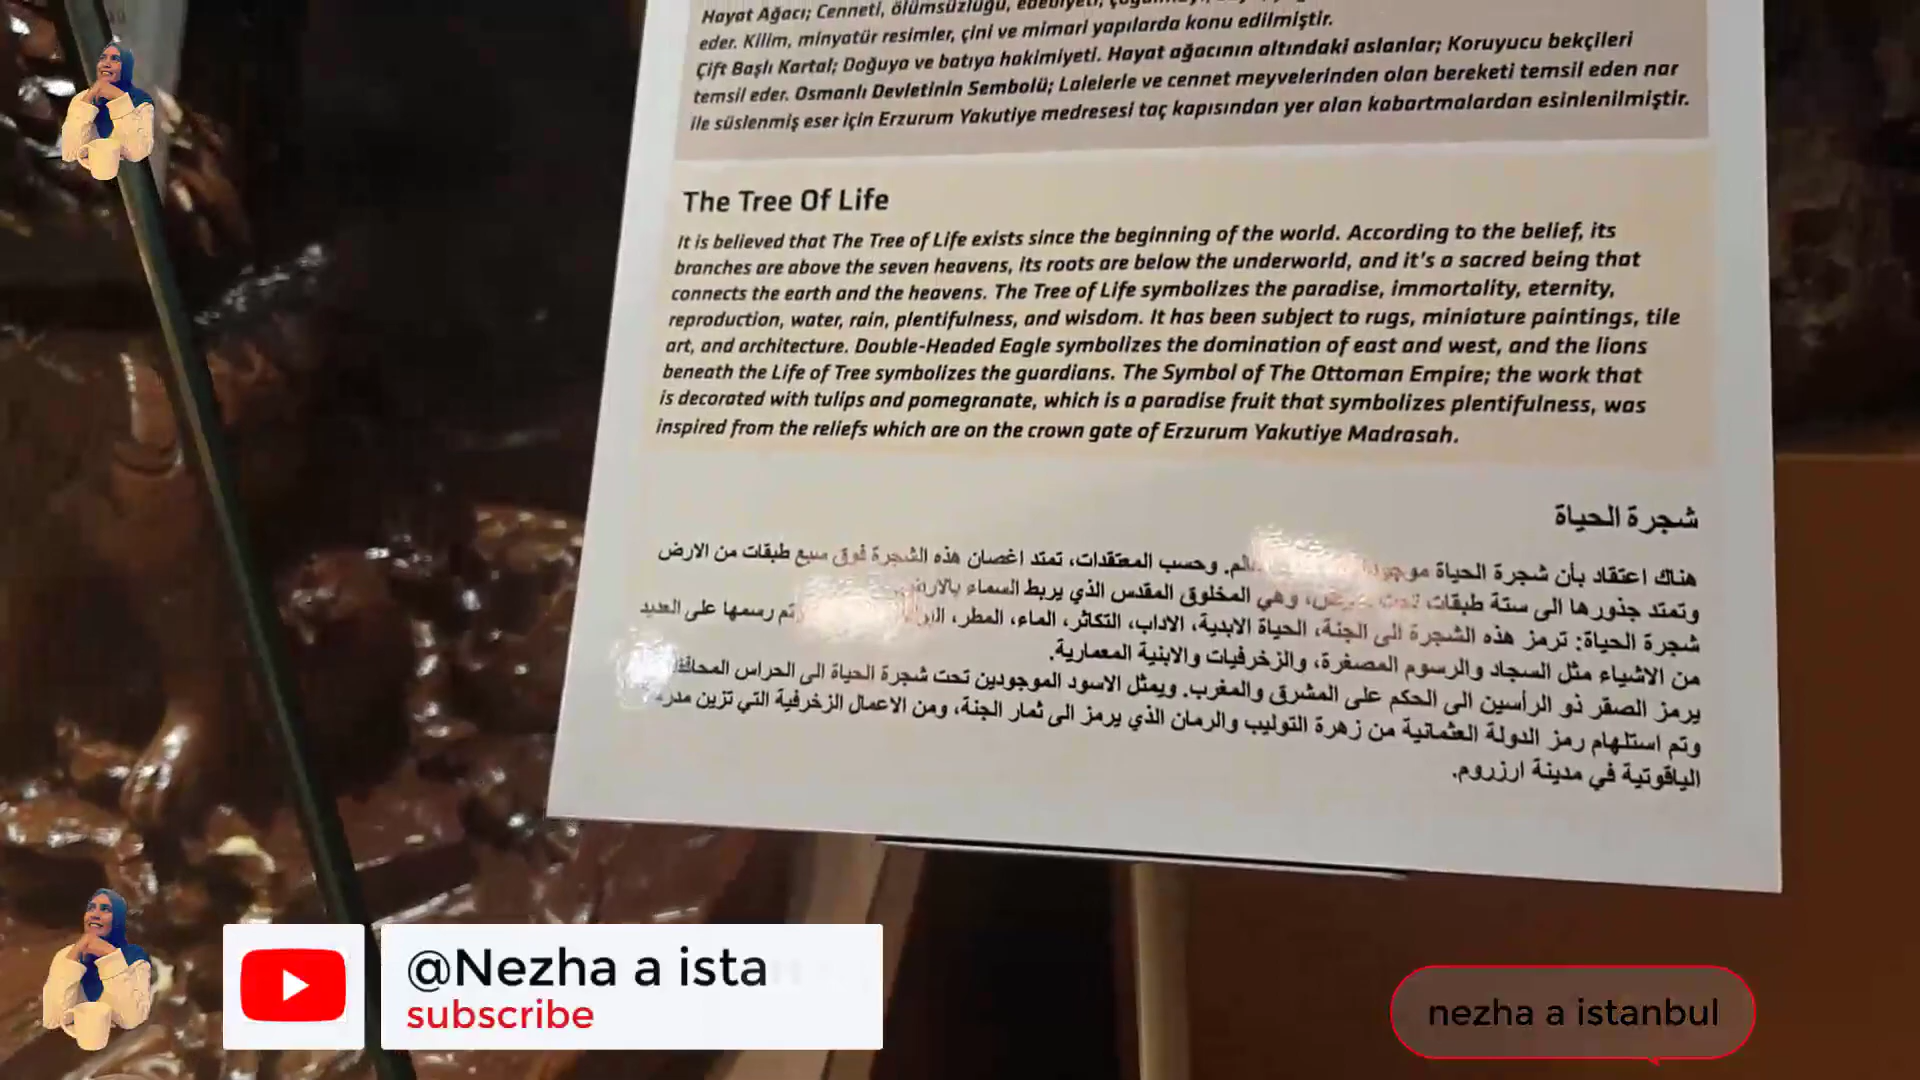 Hayat Ağacı; Cenneti, ölümsüzlüğü,
eder. Kilim, minyatür resimler, çini ve mimari yapılarda konu edilmiştir.
Çift Başlı Kartal; Doğuya ve batıya hakimiyeti. Hayat ağacının altındaki aslanlar; Koruyucu bekçileri
temsil eder. Osmanlı Devletinin Sembolü; Lalelerle ve cennet meyvelerinden olan bereketi temsil eden nar
ile süslenmiş eser için Erzurum Yakutiye medresesi taç kapısından yer alan kabartmalardan esinlenilmiştir.
The Tree Of Life
It is believed that The Tree of Life exists since the beginning of the world. According to the belief, its
branches are above the seven heavens, its roots are below the underworld, and it's a sacred being that
connects the earth and the heavens. The Tree of Life symbolizes the paradise, immortality, eternity,
reproduction, water, rain, plentifulness, and wisdom. It has been subject to rugs, miniature paintings, tile
art, and architecture. Double-Headed Eagle symbolizes the domination of east and west, and the lions
beneath the Life of Tree symbolizes the guardians. The Symbol of The Ottoman Empire; the work that
is decorated with tulips and pomegranate, which is a paradise fruit that symbolizes plentifulness, was
inspired from the reliefs which are on the crown gate of Erzurum Yakutiye Madrasah.
شجرة الحياة
هناك اعتقاد بأن شجرة الحياة وحسب المعتقدات، تمتد اغصان هذه الشجرة فوق سبع طبقات من الارض
وتمتد جذورها الى ستة طبقات تحت وهي المخلوق المقدس الذي يربط السماء
شجرة الحياة: ترمز هذه الشجرة الى الجنة، الحياة الابدية، الاداب، التكاثر، الماء، المطر، تم رسمها على العديد
من الاشياء مثل السجاد والرسوم المصغرة، والزخرفيات والابنية المعمارية.
يرمز الصقر ذو الرأسين الى الحكم على المشرق والمغرب. ويمثل الاسود الموجودين تحت شجرة الحياة الى الحراس
وتم استلهام رمز الدولة العثمانية من زهرة التوليب والرمان الذي يرمز الى ثمار الجنة، ومن الاعمال الزخرفية التي تزين
الياقوتية في مدينة ارزروم.
@Nezha a ista
subscribe
nezha a istanbul